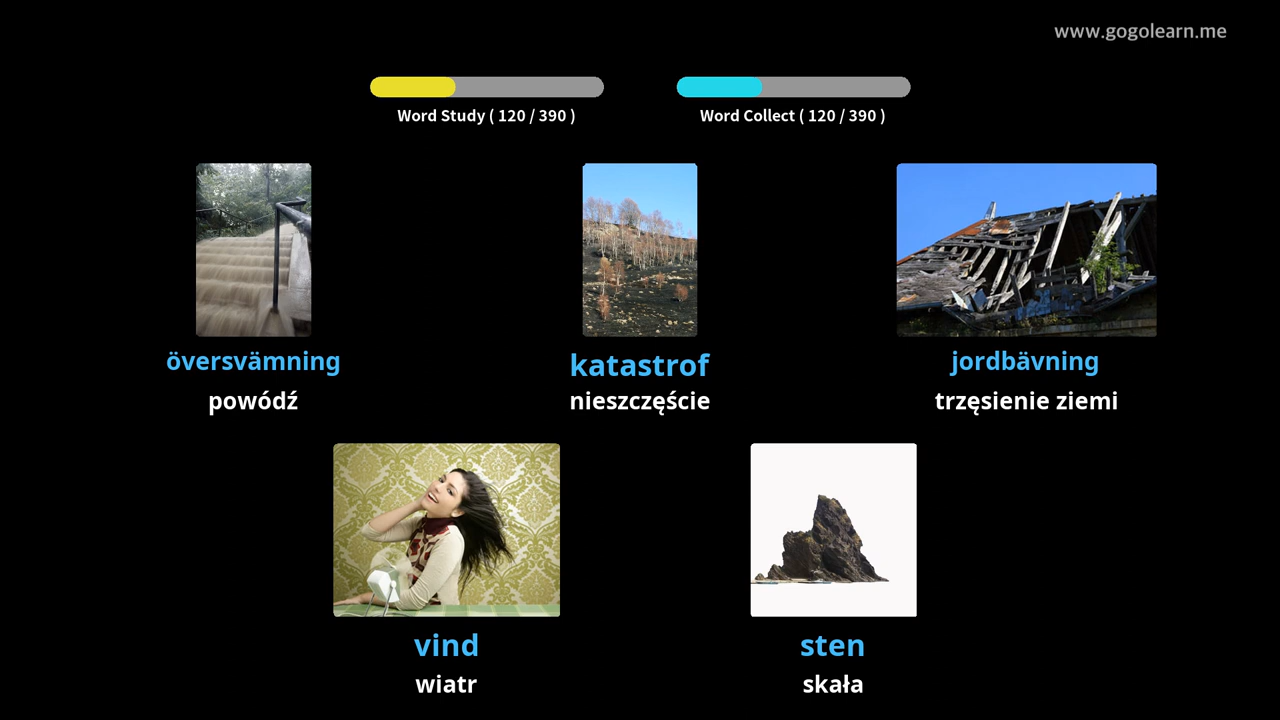 www.gogolearn.me
Word Study ( 120 / 390 )
Word Collect ( 120 / 390 )
översvämning
powódź
katastrof
nieszczęście
jordbävning
trzęsienie ziemi
vind
wiatr
sten
skała